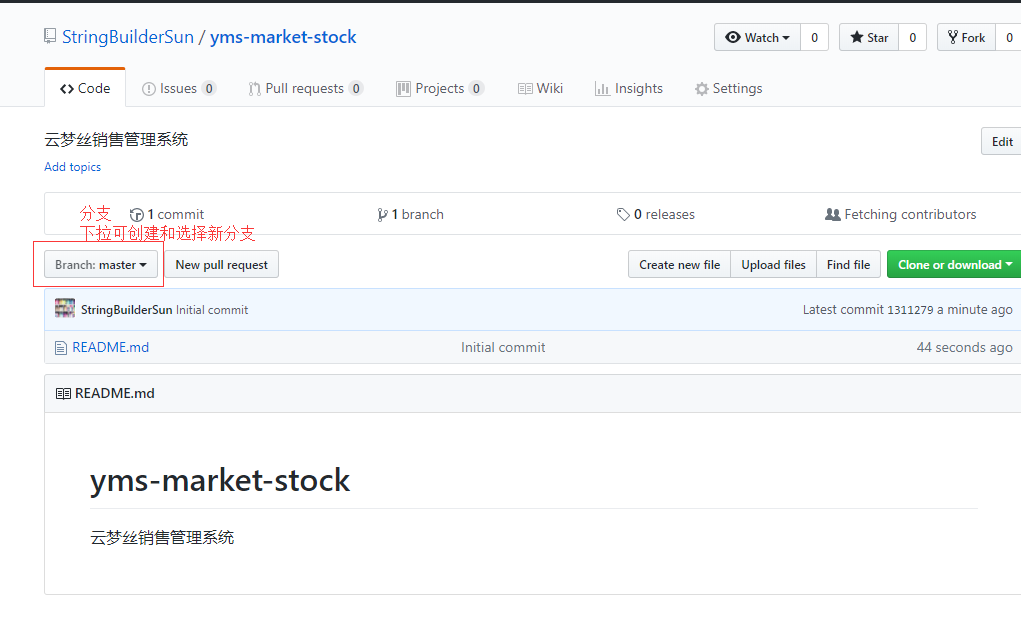 StringBuilderSun / yms-market-stock
Watch 0 Star 0 Fork 0
Code Issues 0 Pull requests 0 Projects 0 Wiki Insights Settings
云梦丝销售管理系统
Edit
Add topics
分支 1 commit 1 branch 0 releases Fetching contributors
下拉可创建和选择新分支
Branch: master New pull request Create new file Upload files Find file Clone or download
StringBuilderSun Initial commit Latest commit 1311279 a minute ago
README.md Initial commit 44 seconds ago
README.md
yms-market-stock
云梦丝销售管理系统